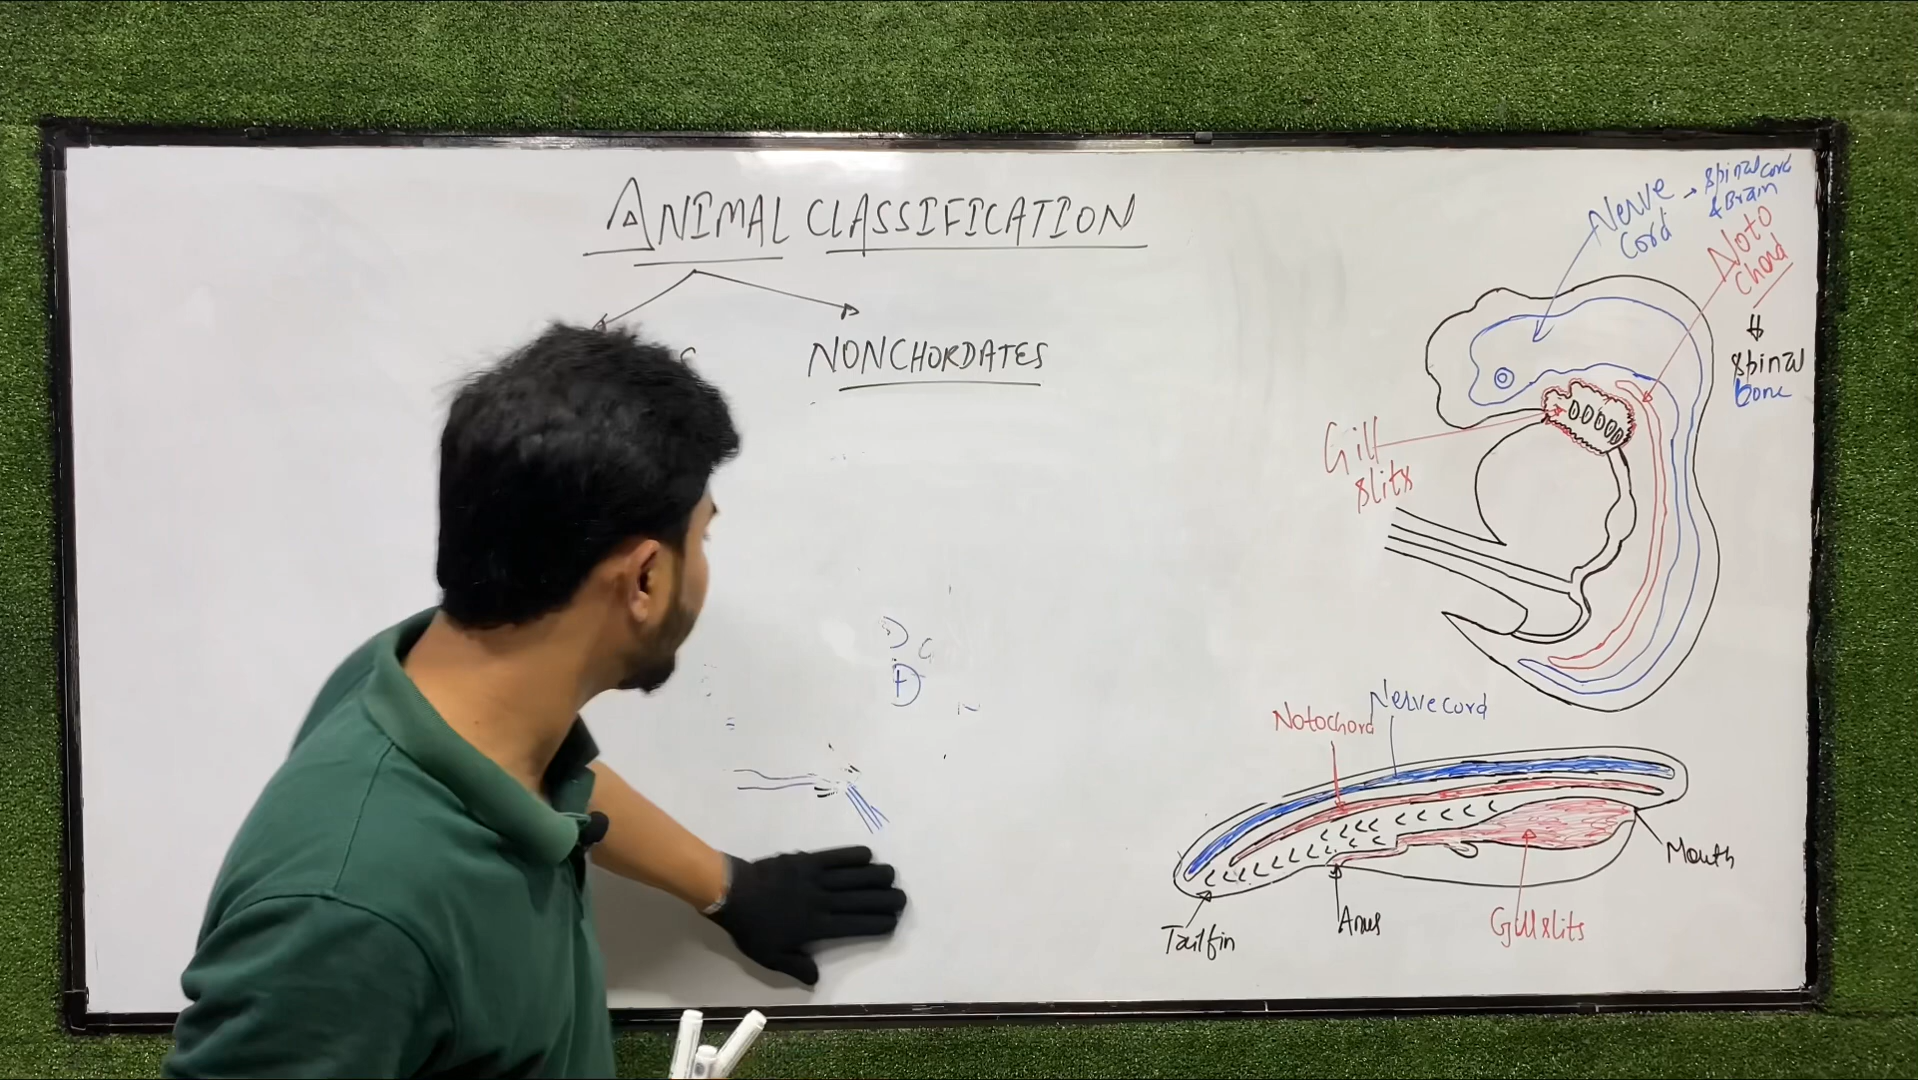 ANIMAL CLASSIFICATION
NONCHORDATES
Nerve
Cord
spinal cord
& Brain
Noto
Chord
spinal
bone
Gill
slits
Nerve cord
Notochord
Mouth
Tail fin
Anus
Gill slits